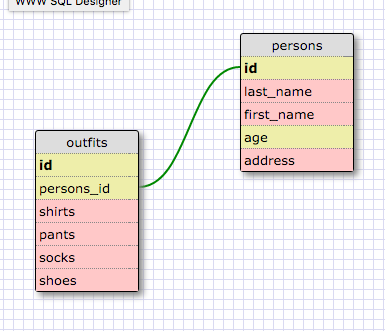 WWW SQL Designer
persons
id
last_name
first_name
age
address
outfits
id
persons_id
shirts
pants
socks
shoes